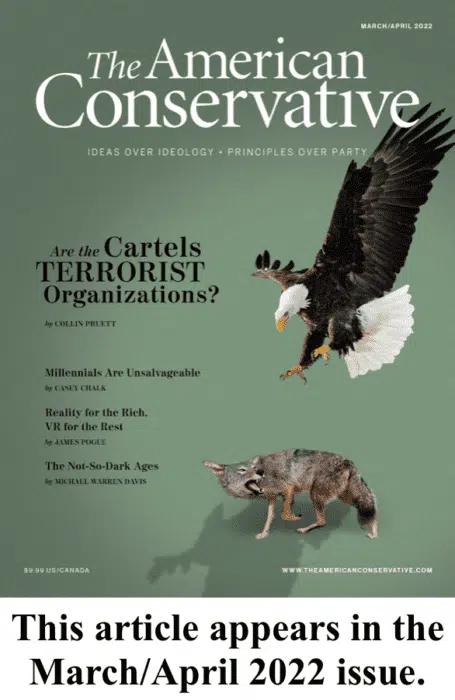 MARCH/APRIL 2022
The American
Conservative
IDEAS OVER IDEOLOGY • PRINCIPLES OVER PARTY
Are the Cartels
TERRORIST
Organizations?
by COLLIN PRUETT
Millennials Are Unsalvageable
by CASEY CHALK
Reality for the Rich,
VR for the Rest
by JAMES POGUE
The Not-So-Dark Ages
by MICHAEL WARREN DAVIS
$9.99 US/CANADA
WWW.THEAMERICANCONSERVATIVE.COM
This article appears in the
March/April 2022 issue.